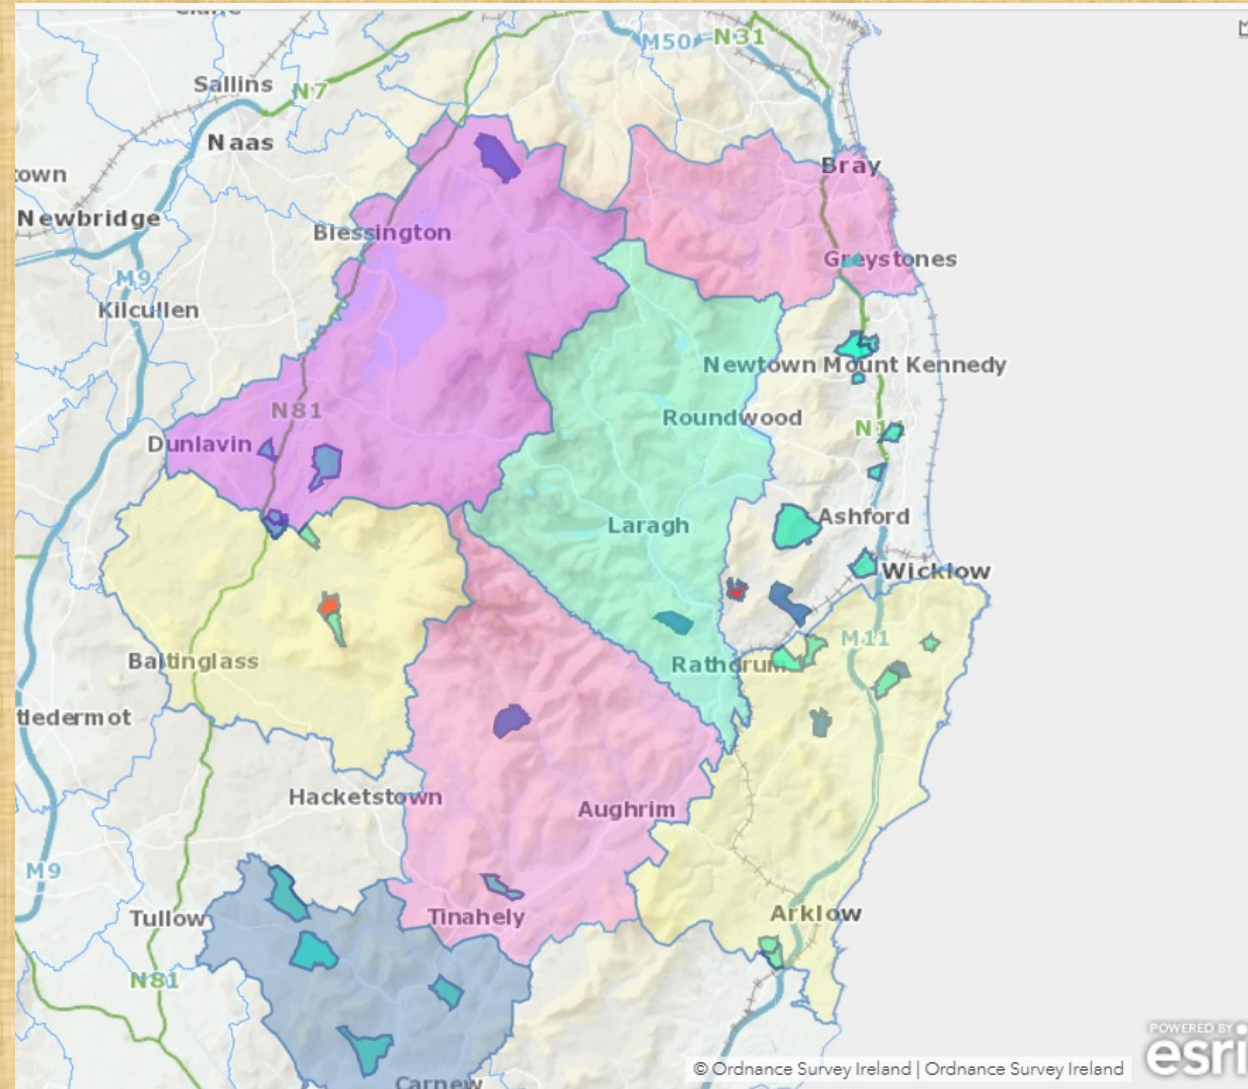 M50
N31
Sallins
N7
Naas
Bray
Newbridge
Blessington
Greystones
M9
Kilcullen
Newtown Mount Kennedy
N81
Roundwood
Dunlavin
Ashford
Laragh
Wicklow
M11
Baltinglass
Rathdrum
tledermot
Hacketstown
Aughrim
M9
Tullow
Tinahely
Arklow
N81
POWERED BY
esri
© Ordnance Survey Ireland | Ordnance Survey Ireland
Carnew